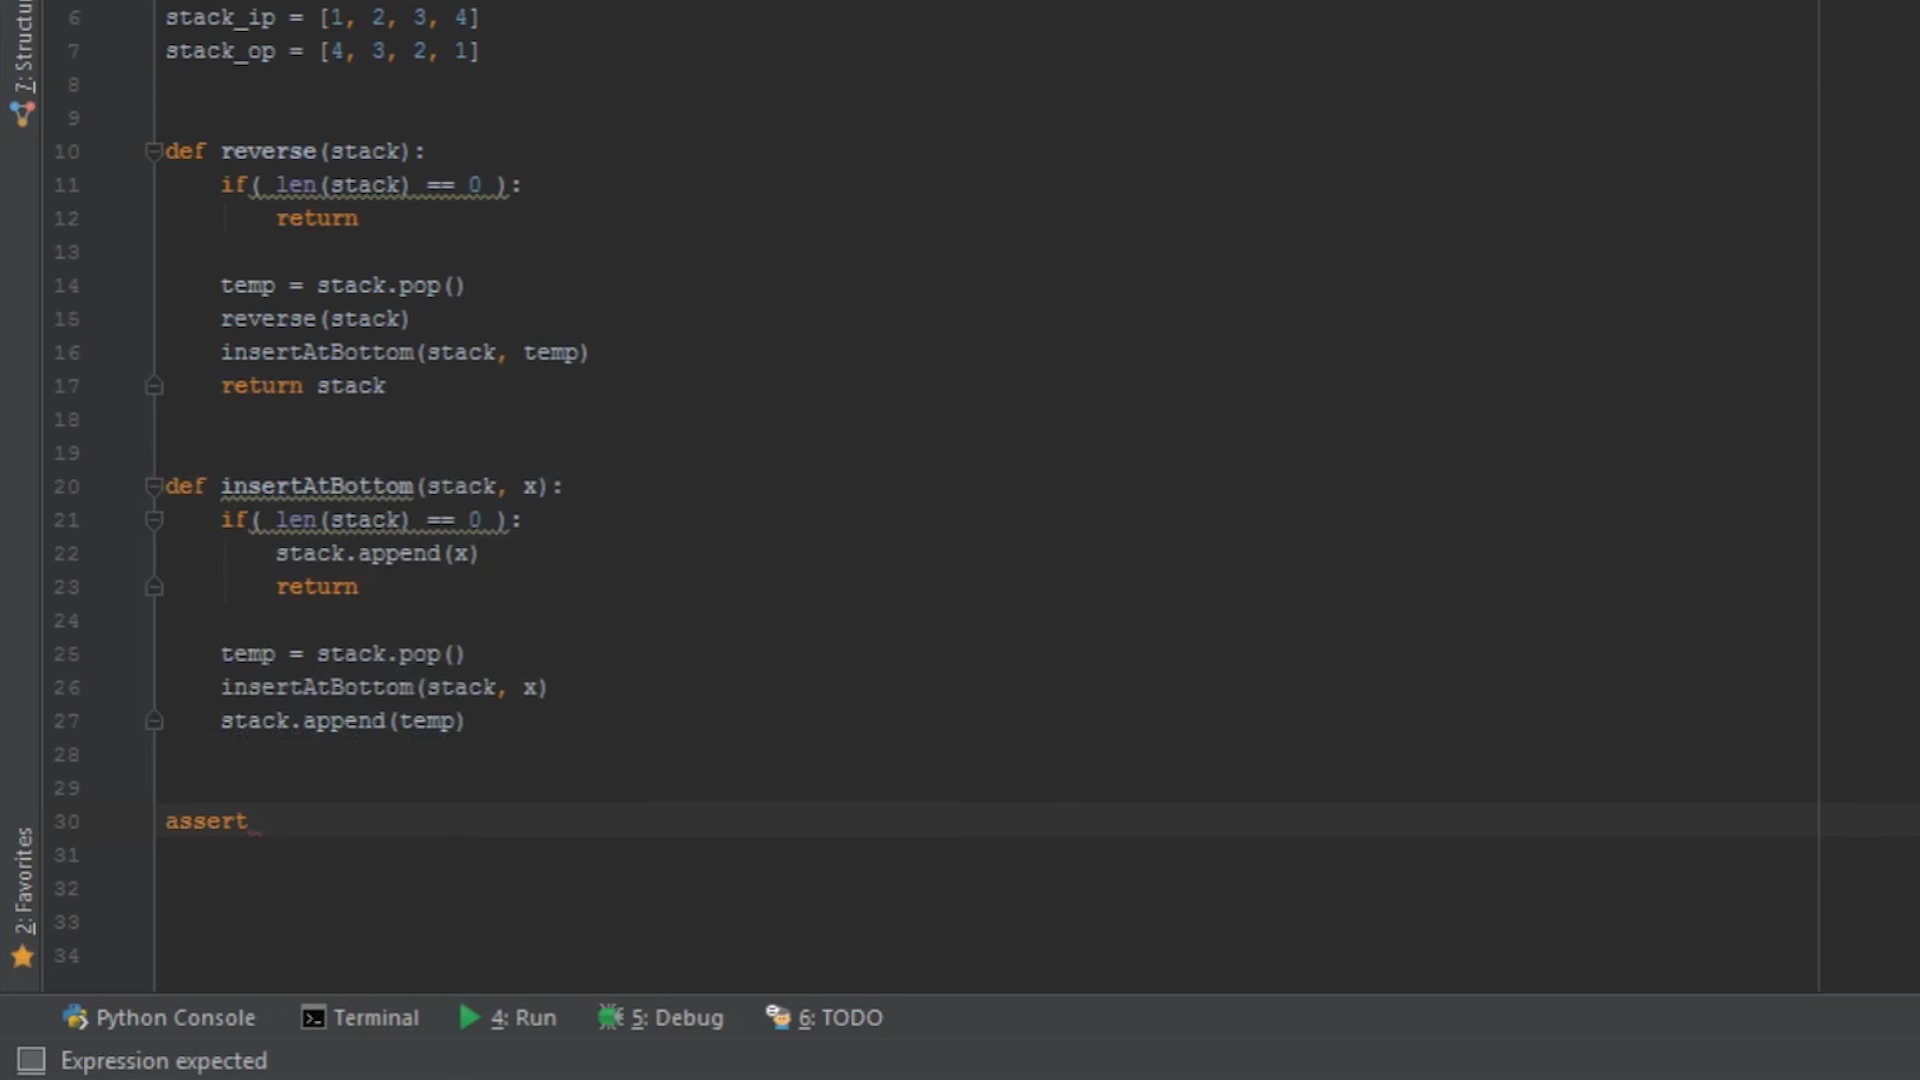 7: Structu
6 stack_ip = [1, 2, 3, 4]
7 stack_op = [4, 3, 2, 1]
8
9
10 def reverse(stack):
11 if( len(stack) == 0 ):
12 return
13
14 temp = stack.pop()
15 reverse(stack)
16 insertAtBottom(stack, temp)
17 return stack
18
19
20 def insertAtBottom(stack, x):
21 if( len(stack) == 0 ):
22 stack.append(x)
23 return
24
25 temp = stack.pop()
26 insertAtBottom(stack, x)
27 stack.append(temp)
28
29
30 assert
31
32
33
34
2: Favorites
Python Console Terminal 4: Run 5: Debug 6: TODO
Expression expected